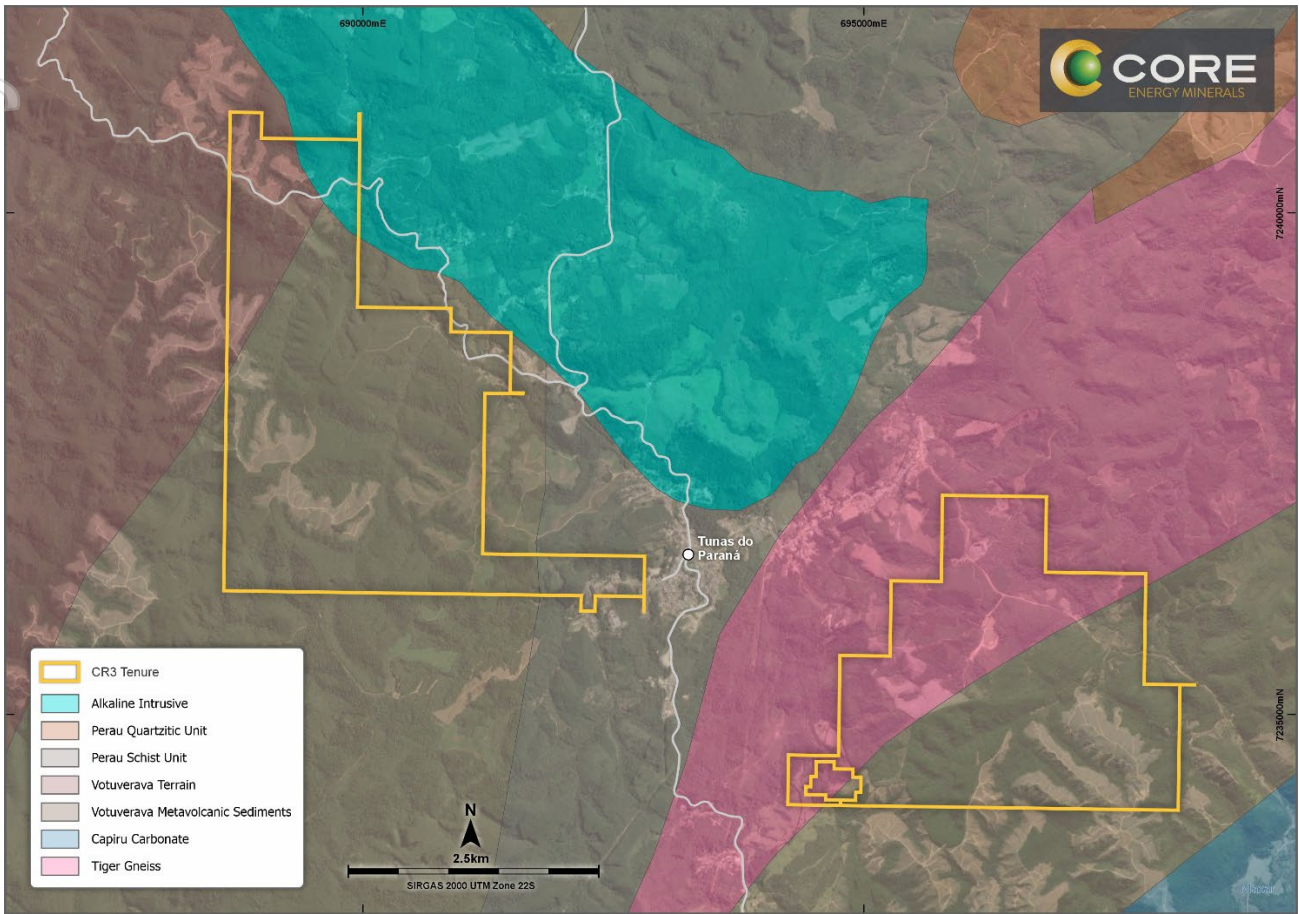 690000mE
695000mE
CORE
ENERGY MINERALS
7240000mN
Tunas do
Paraná
7235000mN
CR3 Tenure
Alkaline Intrusive
Perau Quartzitic Unit
Perau Schist Unit
Votuverava Terrain
Votuverava Metavolcanic Sediments
Capiru Carbonate
Tiger Gneiss
N
2.5km
SIRGAS 2000 UTM Zone 22S